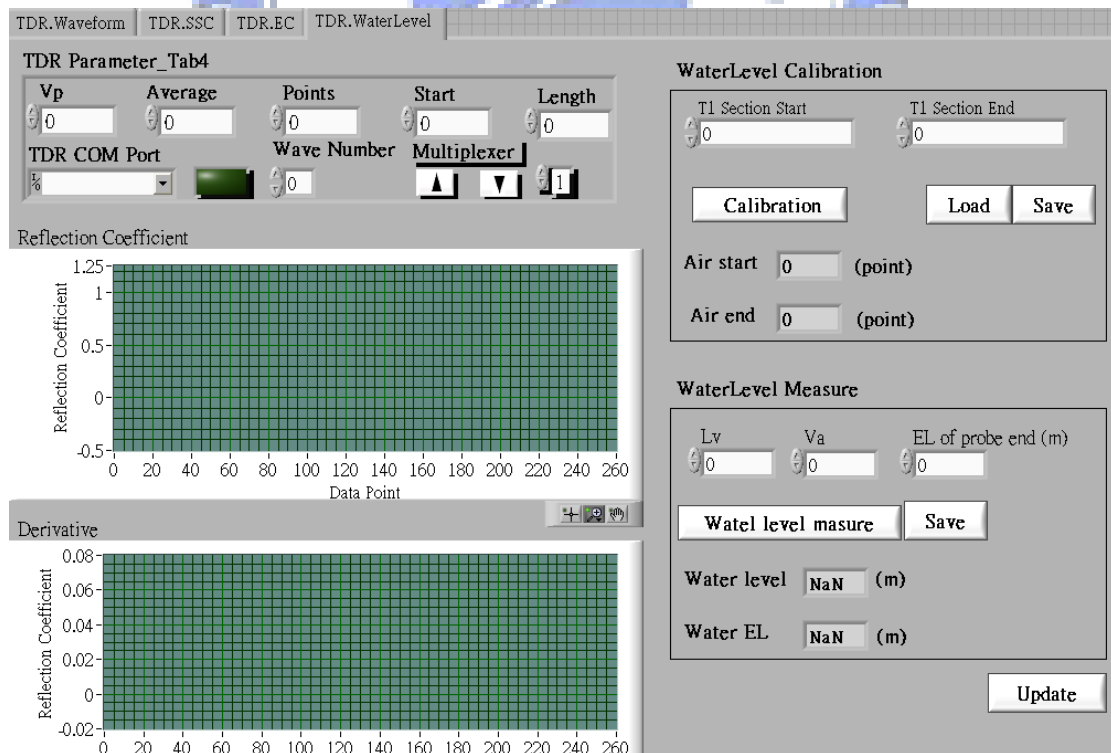 TDR.Waveform TDR.SSC TDR.EC TDR.WaterLevel
TDR Parameter_Tab4
Vp Average Points Start Length
0 0 0 0 0
TDR COM Port Wave Number Multiplexer
0 1
Reflection Coefficient
1.25
1
0.5
0
-0.5
Reflection Coefficient
0 20 40 60 80 100 120 140 160 180 200 220 240 260
Data Point
Derivative
0.08
0.06
0.04
0.02
0
-0.02
Reflection Coefficient
0 20 40 60 80 100 120 140 160 180 200 220 240 260
WaterLevel Calibration
T1 Section Start T1 Section End
0 0
Calibration Load Save
Air start 0 (point)
Air end 0 (point)
WaterLevel Measure
Lv Va EL of probe end (m)
0 0 0
Watel level masure Save
Water level NaN (m)
Water EL NaN (m)
Update